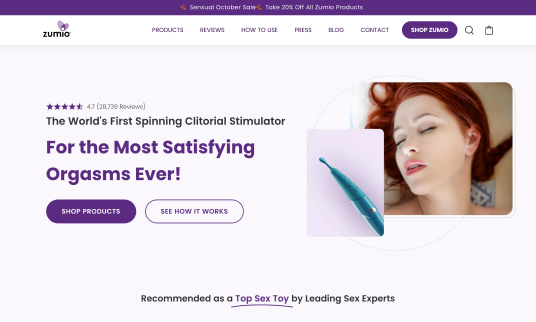 Sensual October Sale Take 20% Off All Zumio Products
zumio
PRODUCTS REVIEWS HOW TO USE PRESS BLOG CONTACT SHOP ZUMIO
4.7 (28,739 Reviews)
The World's First Spinning Clitorial Stimulator
For the Most Satisfying
Orgasms Ever!
SHOP PRODUCTS SEE HOW IT WORKS
Recommended as a Top Sex Toy by Leading Sex Experts